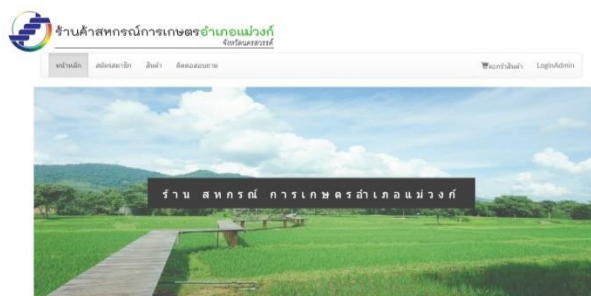 ร้านค้าสหกรณ์การเกษตรอำเภอแม่วงก์
จังหวัดนครสวรรค์
หน้าหลัก สมัครสมาชิก สินค้า ติดต่อสอบถาม ตะกร้าสินค้า LoginAdmin
ร้าน สหกรณ์ การเกษตรอำเภอแม่วงก์